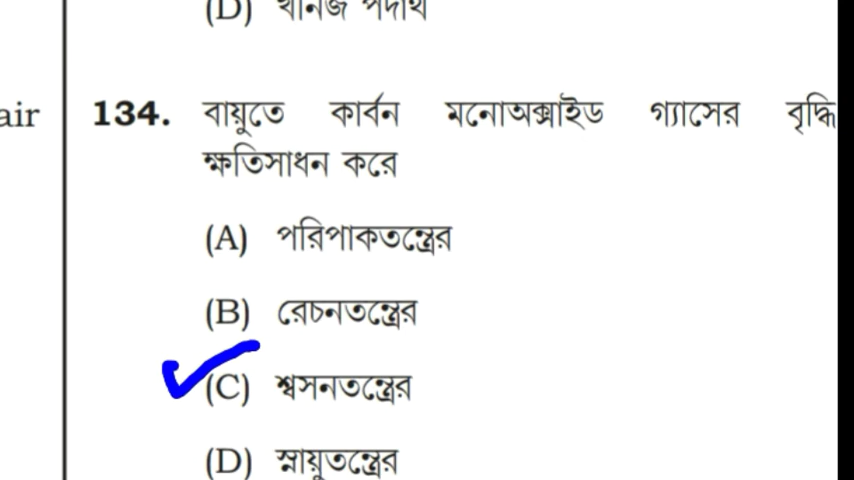 (D) খনিজ পদার্থ
air
134. বায়ুতে কার্বন মনোঅক্সাইড গ্যাসের বৃদ্ধি
ক্ষতিসাধন করে
(A) পরিপাকতন্ত্রের
(B) রেচনতন্ত্রের
(C) শ্বসনতন্ত্রের
(D) স্নায়ুতন্ত্রের